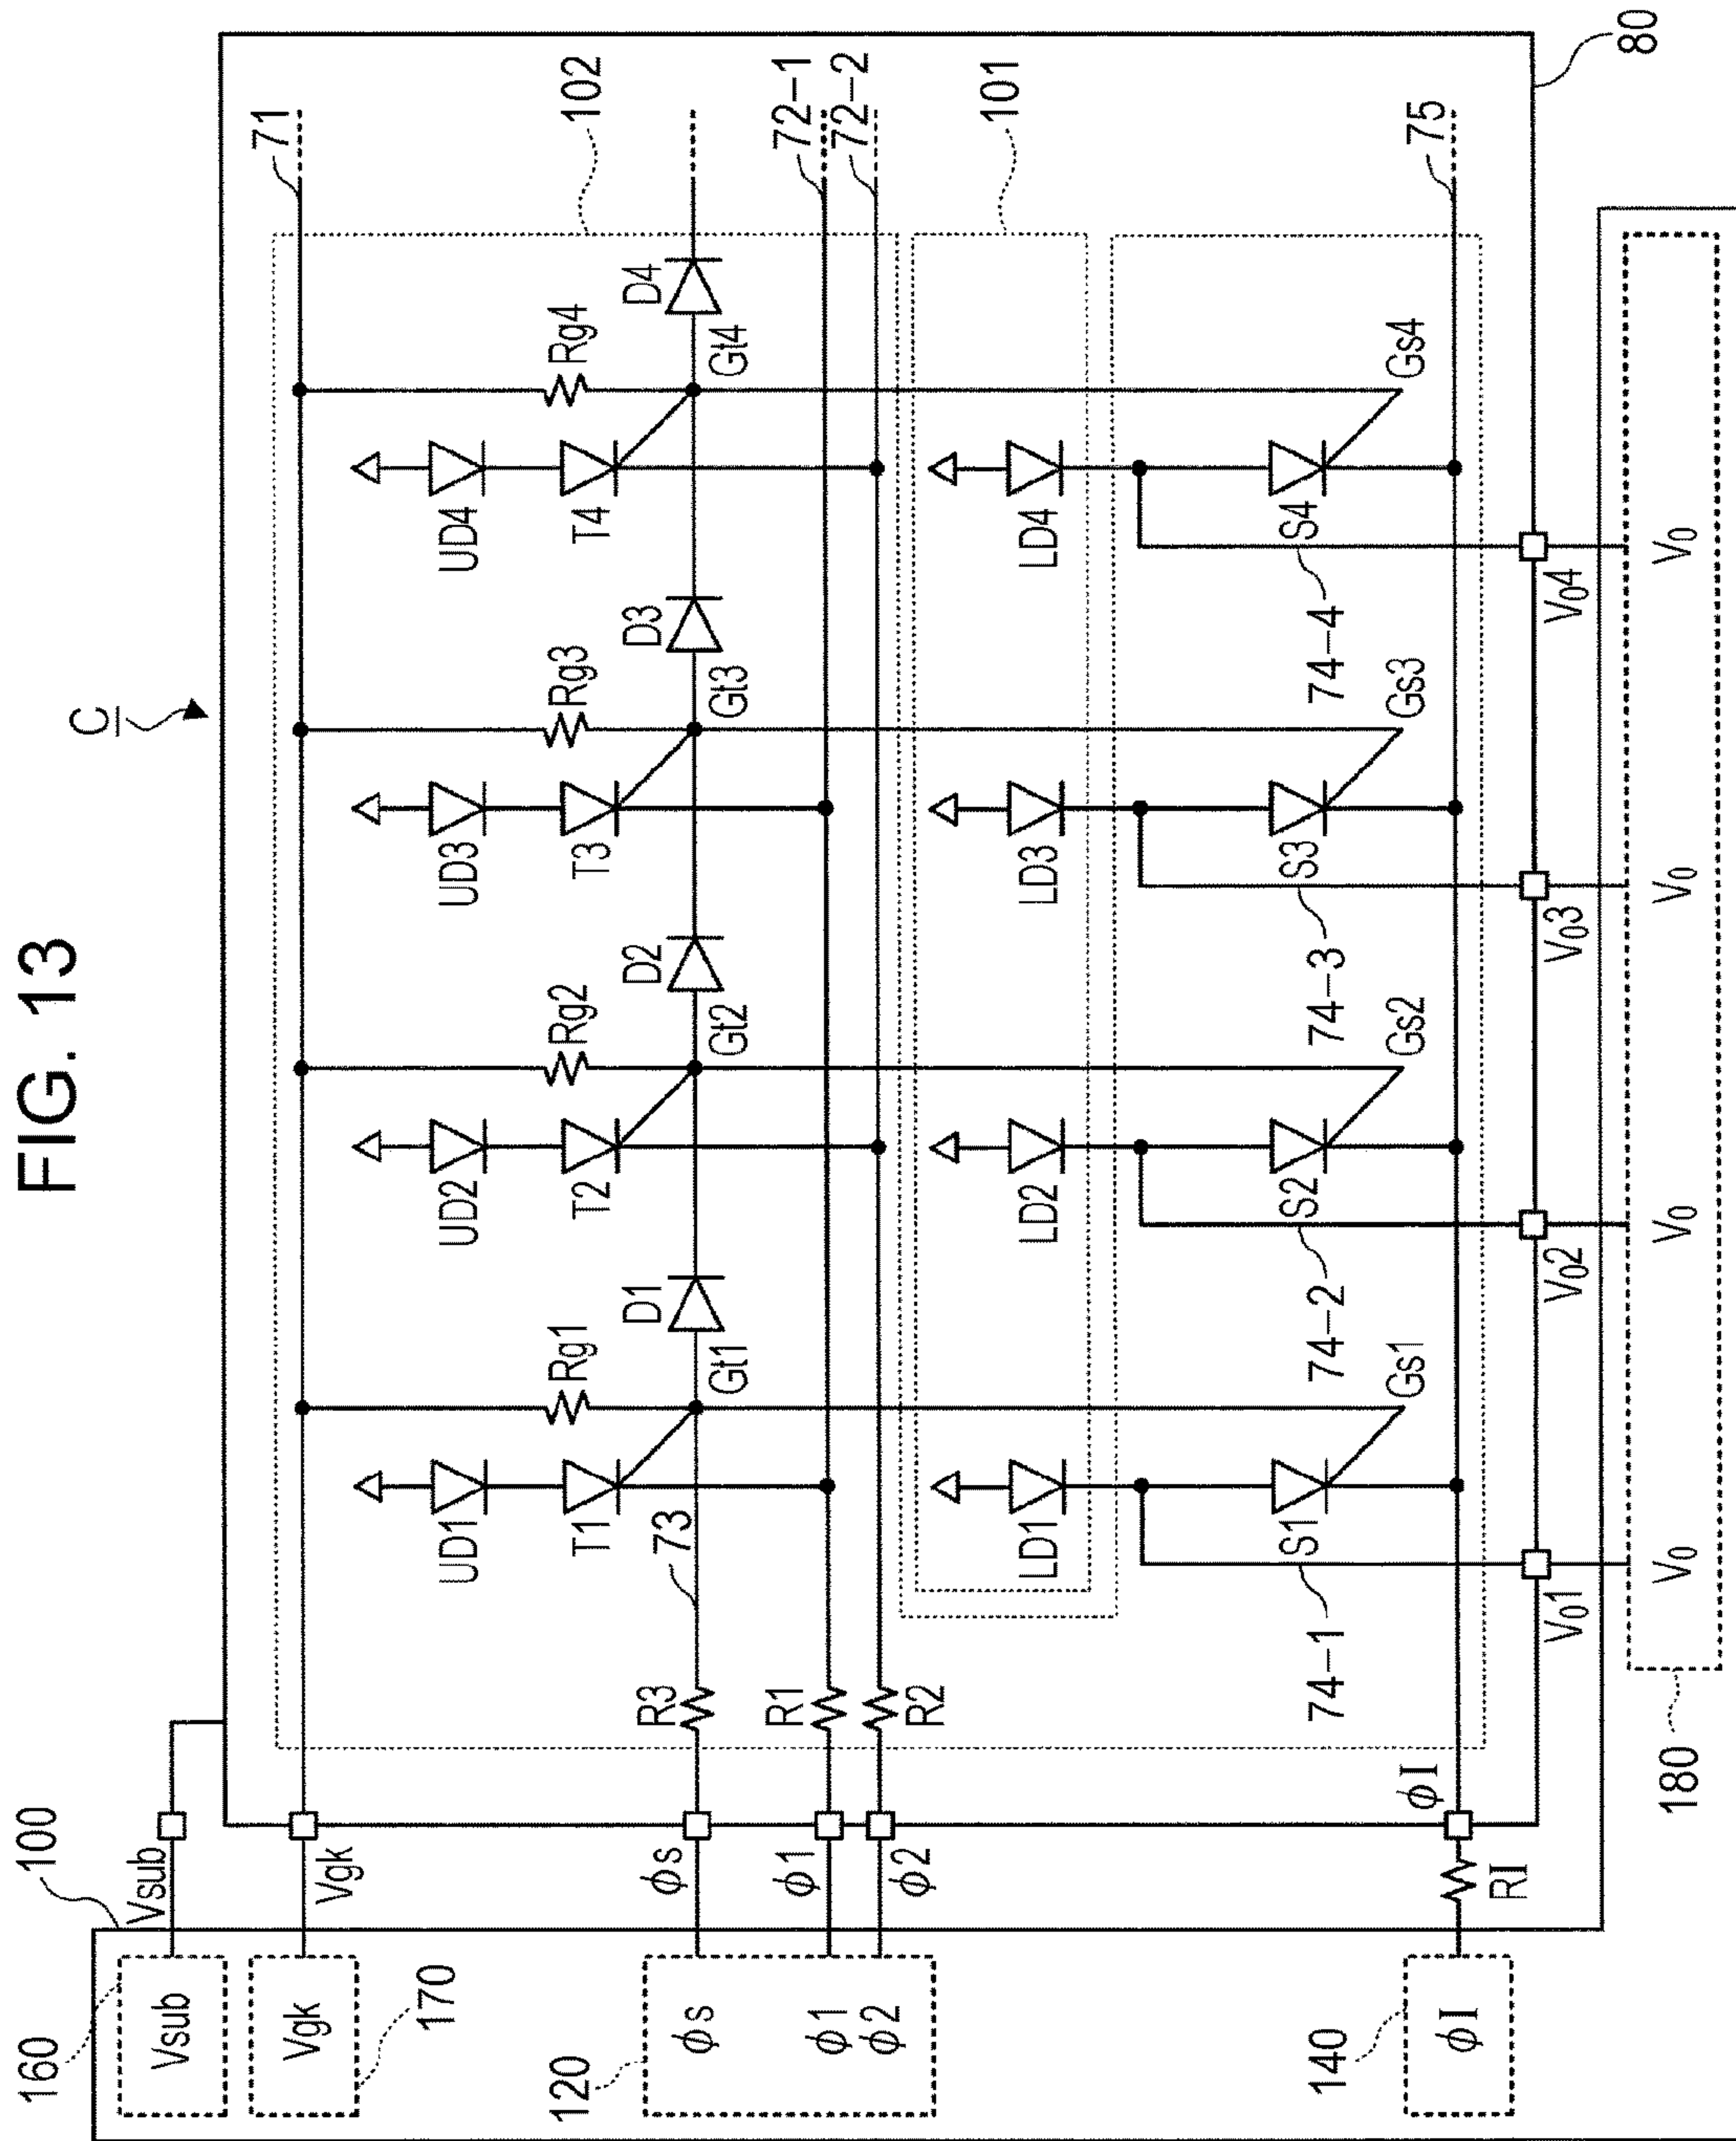 FIG. 13
C
100
160
Vsub
Vsub
170
Vgk
Vgk
71
102
UD1
Rg1
UD2
Rg2
UD3
Rg3
UD4
Rg4
T1
T2
T3
T4
120
ϕs
ϕs
R3
73
Gt1
D1
Gt2
D2
Gt3
D3
Gt4
D4
ϕ1
ϕ1
R1
72-1
ϕ2
ϕ2
R2
72-2
101
LD1
LD2
LD3
LD4
74-1
S1
Gs1
74-2
S2
Gs2
74-3
S3
Gs3
74-4
S4
Gs4
140
ϕI
RI
ϕI
75
80
V₀1
V₀2
V₀3
V₀4
180
V₀
V₀
V₀
V₀